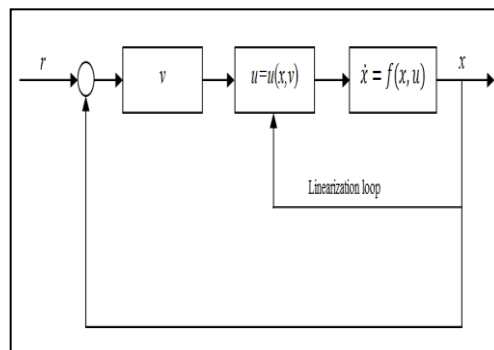 r
v
u=u(x,v)
ẋ = f(x,u)
x
Linearization loop